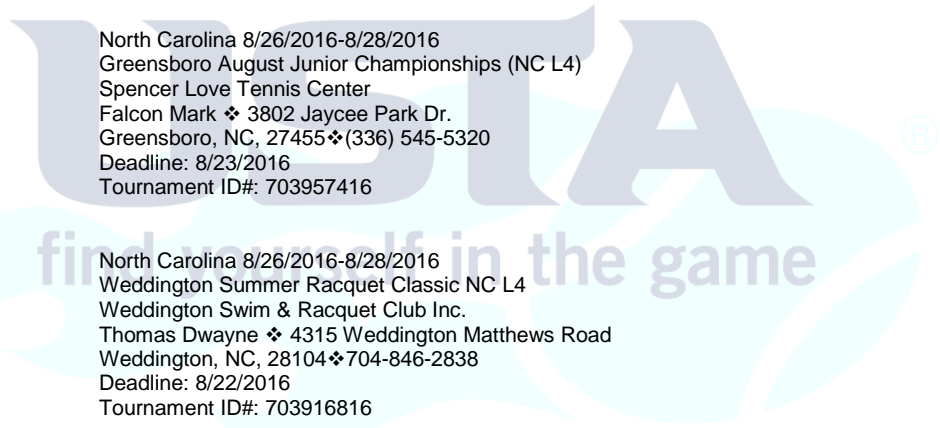 North Carolina 8/26/2016-8/28/2016
Greensboro August Junior Championships (NC L4)
Spencer Love Tennis Center
Falcon Mark ❖ 3802 Jaycee Park Dr.
Greensboro, NC, 27455❖(336) 545-5320
Deadline: 8/23/2016
Tournament ID#: 703957416
USTA ®
find yourself in the game
North Carolina 8/26/2016-8/28/2016
Weddington Summer Racquet Classic NC L4
Weddington Swim & Racquet Club Inc.
Thomas Dwayne ❖ 4315 Weddington Matthews Road
Weddington, NC, 28104❖704-846-2838
Deadline: 8/22/2016
Tournament ID#: 703916816